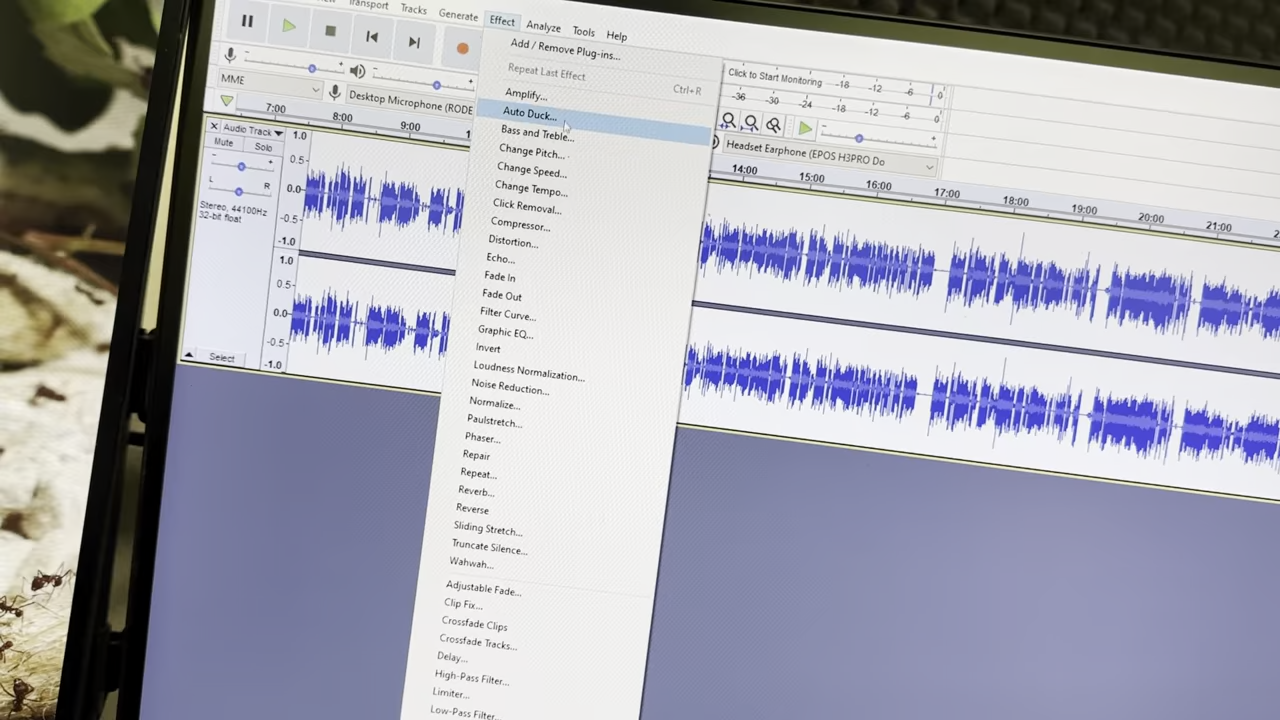 Transport
Tracks
Generate
Effect
Analyze
Tools
Help
MME
Desktop Microphone (RODE
Click to Start Monitoring
-18
-12
-6
0
-36
-30
-24
-18
-12
-6
0
Headset Earphone (EPOS H3PRO Do
7:00
8:00
9:00
1
14:00
15:00
16:00
17:00
18:00
19:00
20:00
21:00
2
Audio Track
Mute
Solo
L
R
Stereo, 44100Hz
32-bit float
Select
1.0
0.5
0.0
-0.5
-1.0
1.0
0.5
0.0
-0.5
-1.0
Add / Remove Plug-ins...
Repeat Last Effect
Ctrl+R
Amplify...
Auto Duck...
Bass and Treble...
Change Pitch...
Change Speed...
Change Tempo...
Click Removal...
Compressor...
Distortion...
Echo...
Fade In
Fade Out
Filter Curve...
Graphic EQ...
Invert
Loudness Normalization...
Noise Reduction...
Normalize...
Paulstretch...
Phaser...
Repair
Repeat...
Reverb...
Reverse
Sliding Stretch...
Truncate Silence...
Wahwah...
Adjustable Fade...
Clip Fix...
Crossfade Clips
Crossfade Tracks...
Delay...
High-Pass Filter...
Limiter...
Low-Pass Filter...